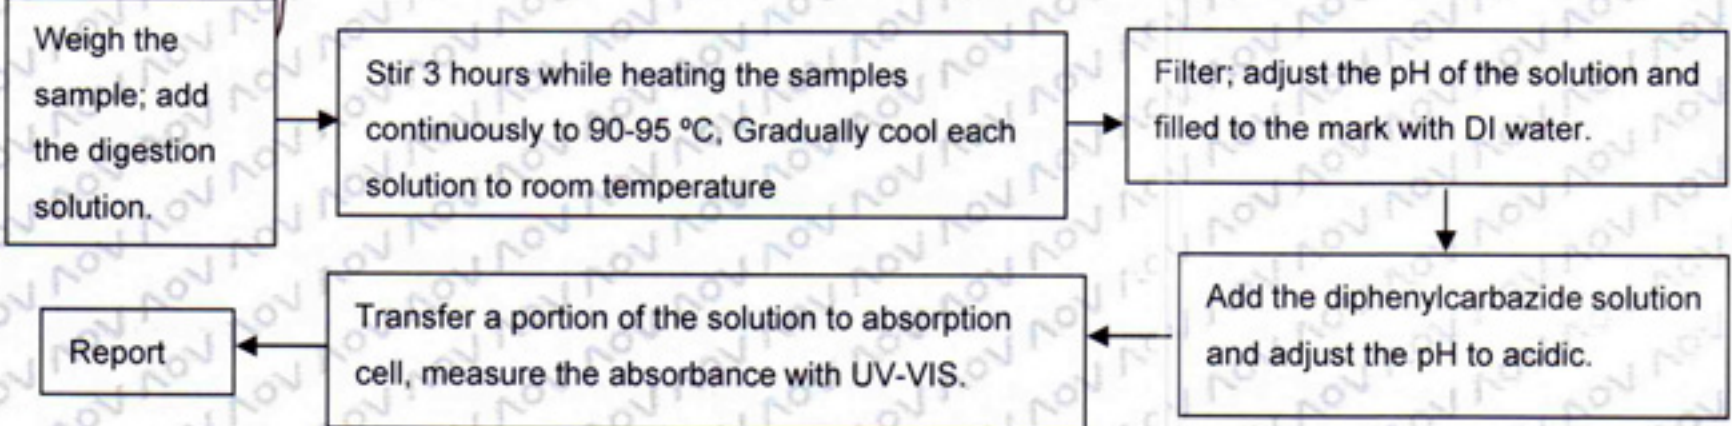 Weigh the
sample; add
the digestion
solution.
Stir 3 hours while heating the samples
continuously to 90-95 ºC, Gradually cool each
solution to room temperature
Filter; adjust the pH of the solution and
filled to the mark with DI water.
Add the diphenylcarbazide solution
and adjust the pH to acidic.
Transfer a portion of the solution to absorption
cell, measure the absorbance with UV-VIS.
Report